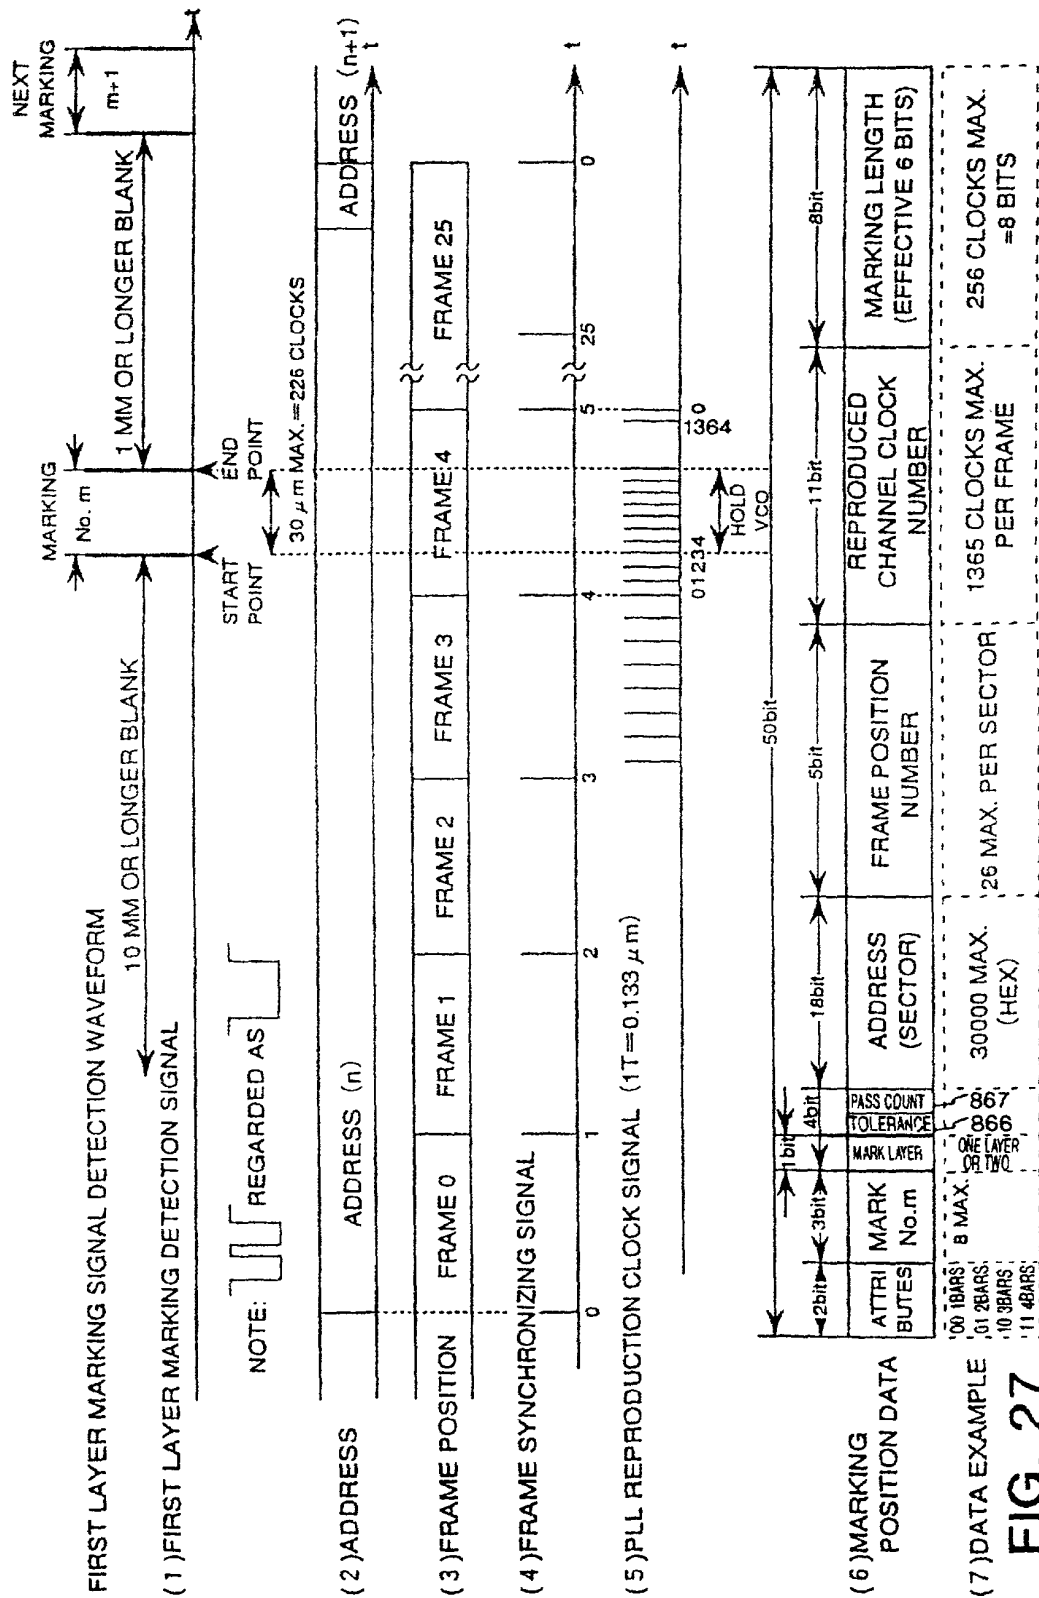 FIRST LAYER MARKING SIGNAL DETECTION WAVEFORM
MARKING
No. m
NEXT
MARKING
m+1
10 MM OR LONGER BLANK
1 MM OR LONGER BLANK
(1)FIRST LAYER MARKING DETECTION SIGNAL
t
START
POINT
END
POINT
NOTE:
REGARDED AS
30 μm MAX.=226 CLOCKS
(2)ADDRESS
ADDRESS (n)
ADDRESS (n+1)
t
(3)FRAME POSITION
FRAME 0
FRAME 1
FRAME 2
FRAME 3
FRAME 4
FRAME 25
(4)FRAME SYNCHRONIZING SIGNAL
t
0
1
2
3
4
5
25
0
(5)PLL REPRODUCTION CLOCK SIGNAL (1T=0.133 μm)
t
01234
1364
0
HOLD
VCO
50bit
2bit
3bit
1bit
4bit
18bit
5bit
11bit
8bit
(6)MARKING
POSITION DATA
ATTRI
BUTES
MARK
No.m
MARK LAYER
TOLERANCE
PASS COUNT
ADDRESS
(SECTOR)
FRAME POSITION
NUMBER
REPRODUCED
CHANNEL CLOCK
NUMBER
MARKING LENGTH
(EFFECTIVE 6 BITS)
(7)DATA EXAMPLE
00 1BARS
01 2BARS
10 3BARS
11 4BARS
8 MAX.
ONE LAYER
OR TWO
866
867
30000 MAX.
(HEX)
26 MAX. PER SECTOR
1365 CLOCKS MAX.
PER FRAME
256 CLOCKS MAX.
=8 BITS
FIG. 27